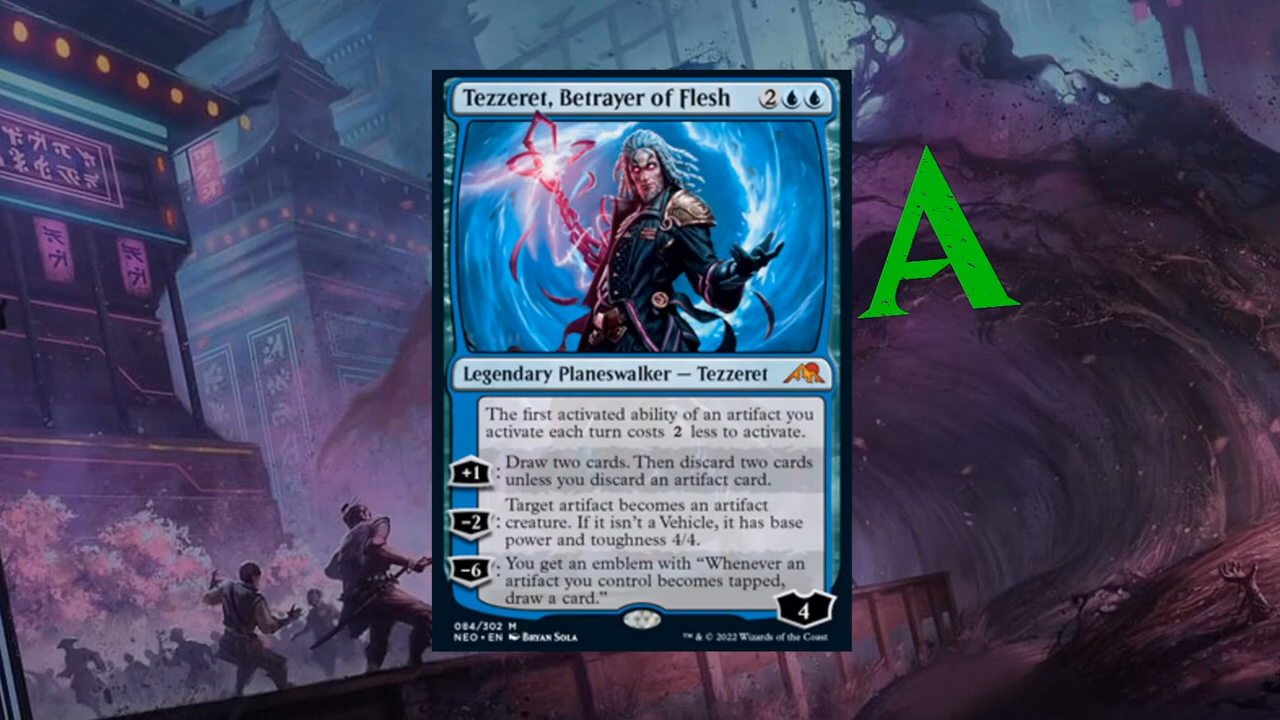 Tezzeret, Betrayer of Flesh 2
A
Legendary Planeswalker — Tezzeret
The first activated ability of an artifact you
activate each turn costs 2 less to activate.
+1 : Draw two cards. Then discard two cards
unless you discard an artifact card.
Target artifact becomes an artifact
−2 : creature. If it isn't a Vehicle, it has base
power and toughness 4/4.
−6 : You get an emblem with “Whenever an
artifact you control becomes tapped,
draw a card.”
4
084/302 M
NEO • EN Bryan Sola
™ & © 2022 Wizards of the Coast